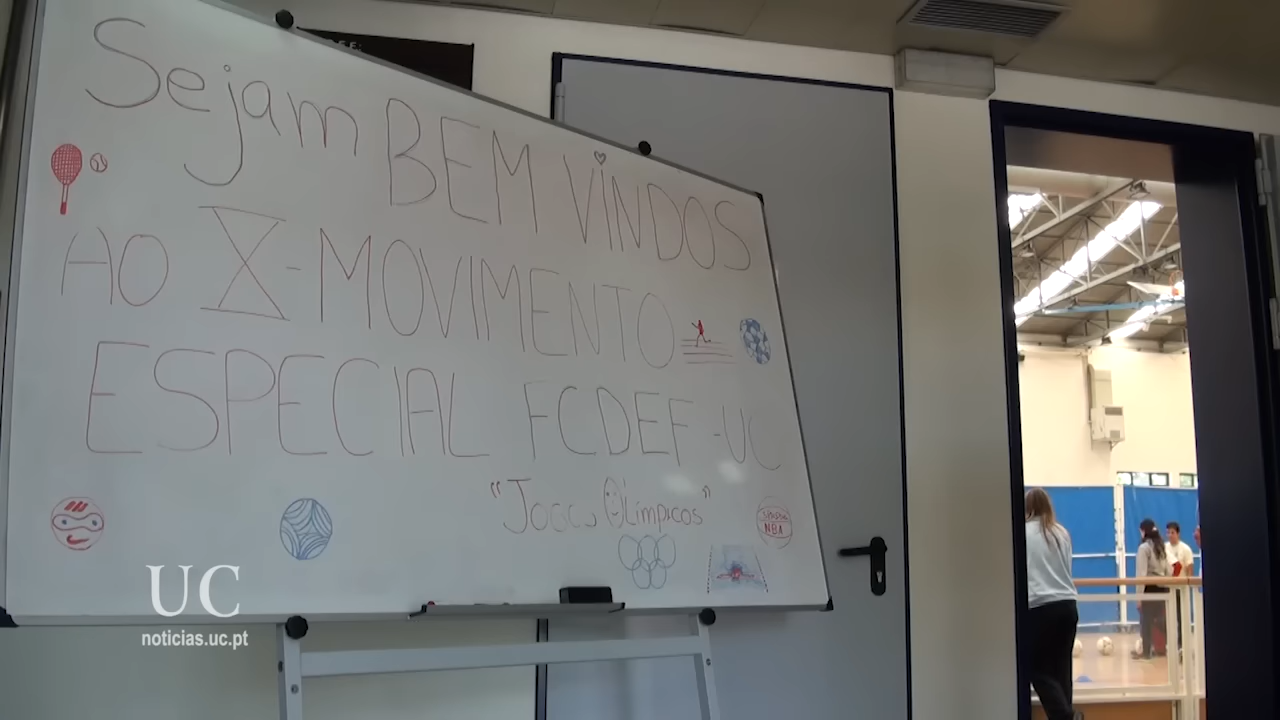 Sejam BEM VINDOS
AO X-MOVIMENTO
ESPECIAL FCDEF-UC
"Jogos Olímpicos"
NBA
UC
noticias.uc.pt